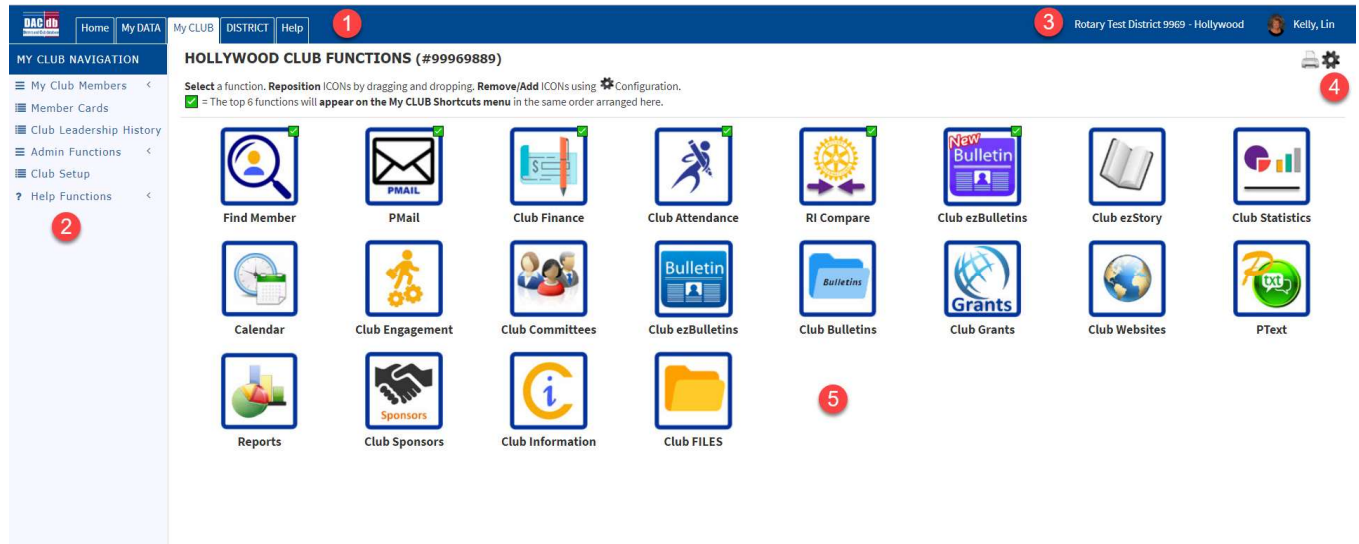 DAC db
Home My DATA My CLUB DISTRICT Help 1 3 Rotary Test District 9969 - Hollywood Kelly, Lin
MY CLUB NAVIGATION
My Club Members <
Member Cards
Club Leadership History
Admin Functions <
Club Setup
? Help Functions <
2
HOLLYWOOD CLUB FUNCTIONS (#99969889)
Select a function. Reposition ICONs by dragging and dropping. Remove/Add ICONs using Configuration.
= The top 6 functions will appear on the My CLUB Shortcuts menu in the same order arranged here.
4
PMAIL
$
New
Bulletin
Find Member PMail Club Finance Club Attendance RI Compare Club ezBulletins Club ezStory Club Statistics
Bulletin
Bulletins
Grants
P txt
Calendar Club Engagement Club Committees Club ezBulletins Club Bulletins Club Grants Club Websites PText
Sponsors
Ci
5
Reports Club Sponsors Club Information Club FILES